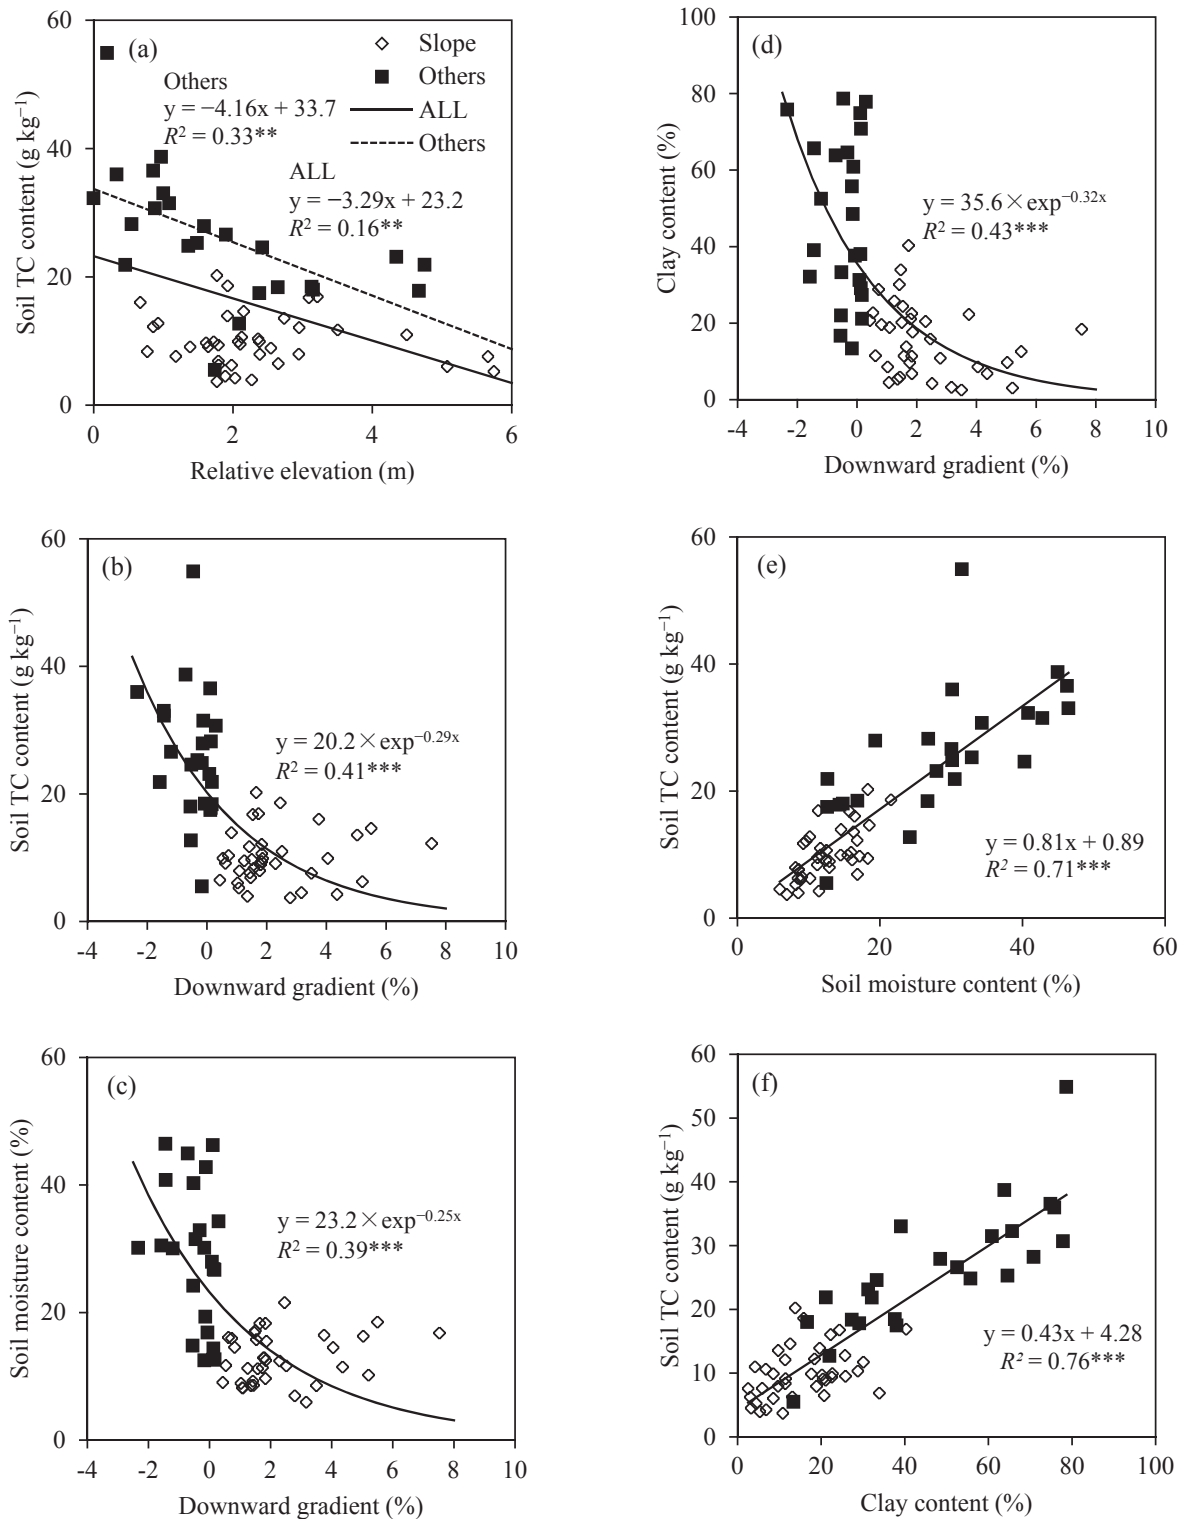 (a)
Slope
Others
ALL
Others
Others
y = −4.16x + 33.7
R² = 0.33**
ALL
y = −3.29x + 23.2
R² = 0.16**
60
40
20
0
0 2 4 6
Soil TC content (g kg⁻¹)
Relative elevation (m)
(d)
y = 35.6 × exp⁻⁰·³²ˣ
R² = 0.43***
100
80
60
40
20
0
-4 -2 0 2 4 6 8 10
Clay content (%)
Downward gradient (%)
(b)
y = 20.2 × exp⁻⁰·²⁹ˣ
R² = 0.41***
60
40
20
0
-4 -2 0 2 4 6 8 10
Soil TC content (g kg⁻¹)
Downward gradient (%)
(e)
y = 0.81x + 0.89
R² = 0.71***
60
40
20
0
0 20 40 60
Soil TC content (g kg⁻¹)
Soil moisture content (%)
(c)
y = 23.2 × exp⁻⁰·²⁵ˣ
R² = 0.39***
60
40
20
0
-4 -2 0 2 4 6 8 10
Soil moisture content (%)
Downward gradient (%)
(f)
y = 0.43x + 4.28
R² = 0.76***
60
50
40
30
20
10
0
0 20 40 60 80 100
Soil TC content (g kg⁻¹)
Clay content (%)